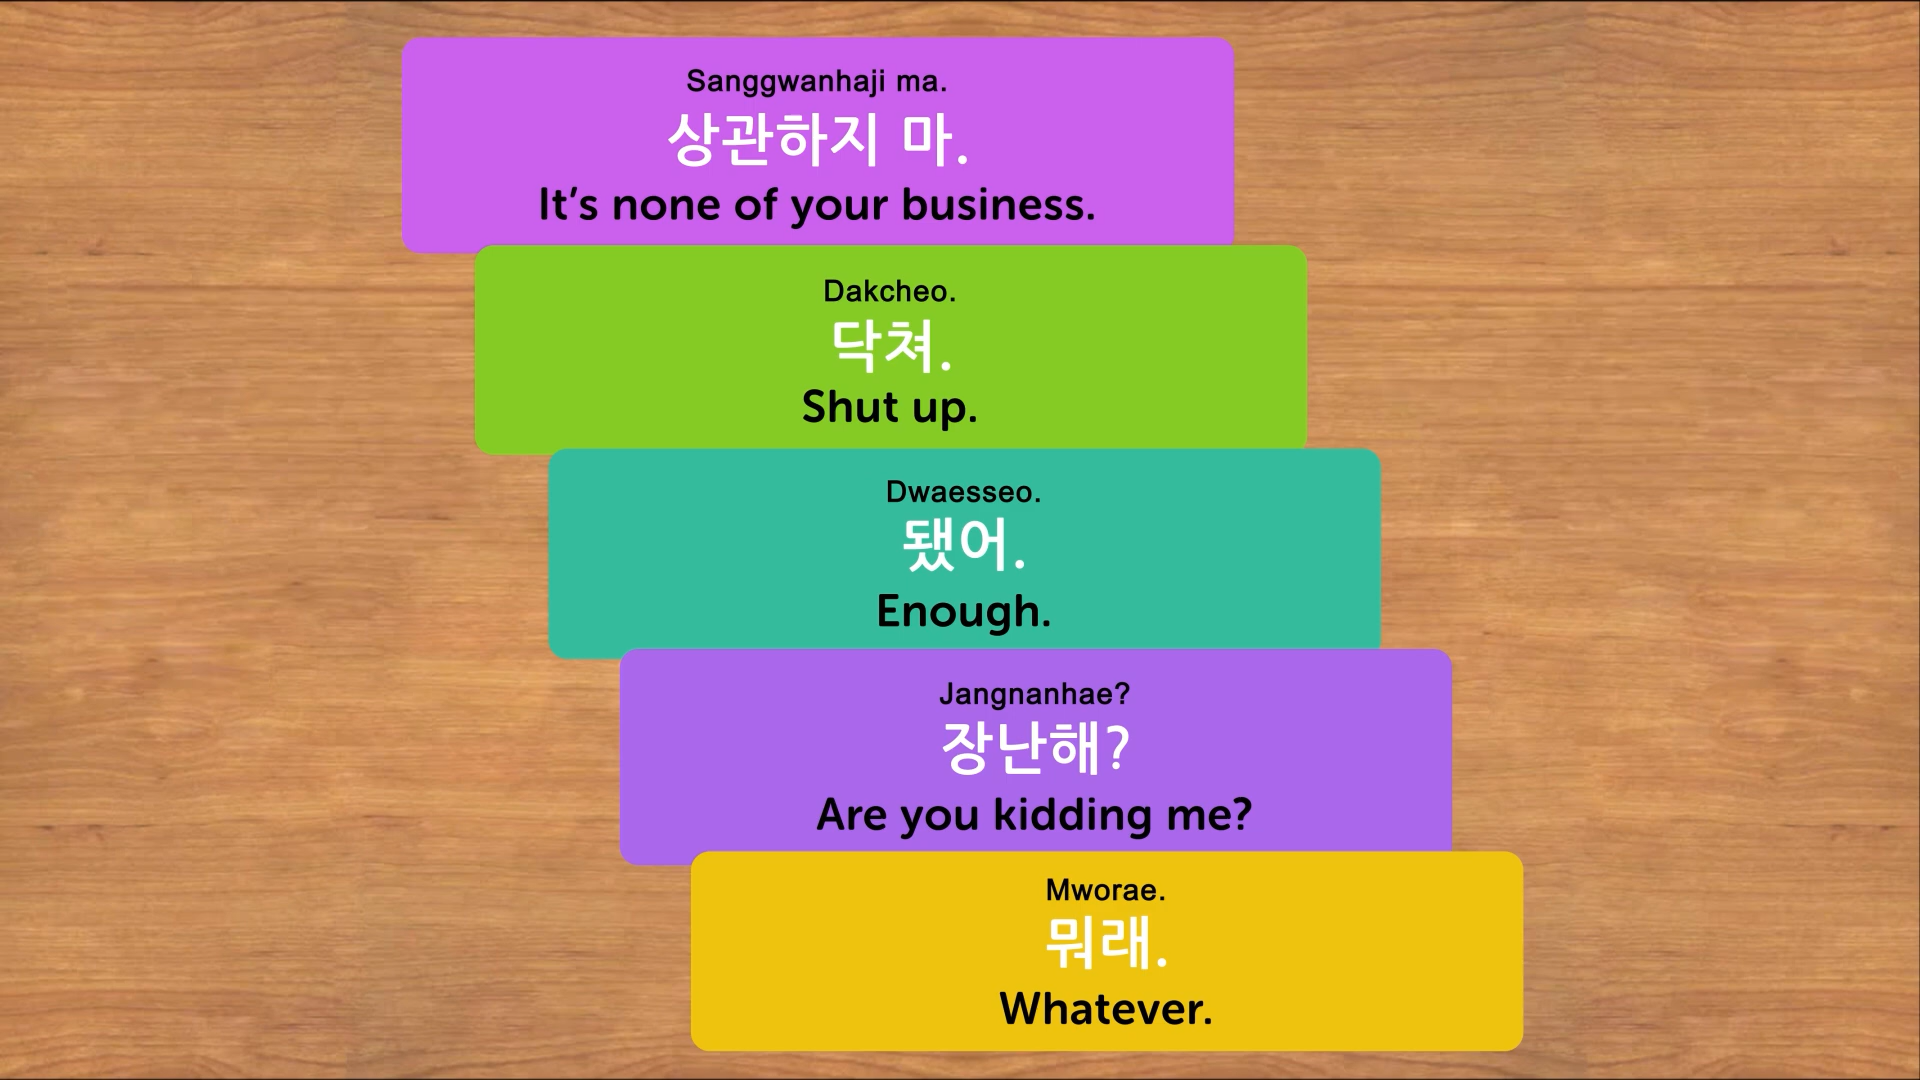 Sanggwanhaji ma.
상관하지 마.
It’s none of your business.
Dakcheo.
닥쳐.
Shut up.
Dwaesseo.
됐어.
Enough.
Jangnanhae?
장난해?
Are you kidding me?
Mworae.
뭐래.
Whatever.